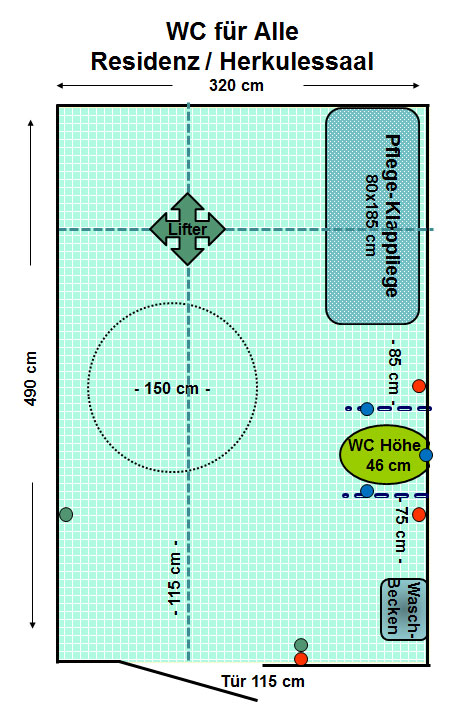 WC für Alle
Residenz / Herkulessaal
320 cm
Pflege-Klappliege
80x185 cm
Lifter
490 cm
- 85 cm -
- 150 cm -
WC Höhe
46 cm
- 75 cm -
- 115 cm -
Wasch-
Becken
Tür 115 cm